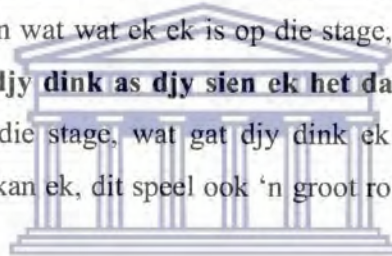 n wat wat ek ek is op die stage,
djy dink as djy sien ek het da
die stage, wat gat djy dink ek
kan ek, dit speel ook ‘n groot ro